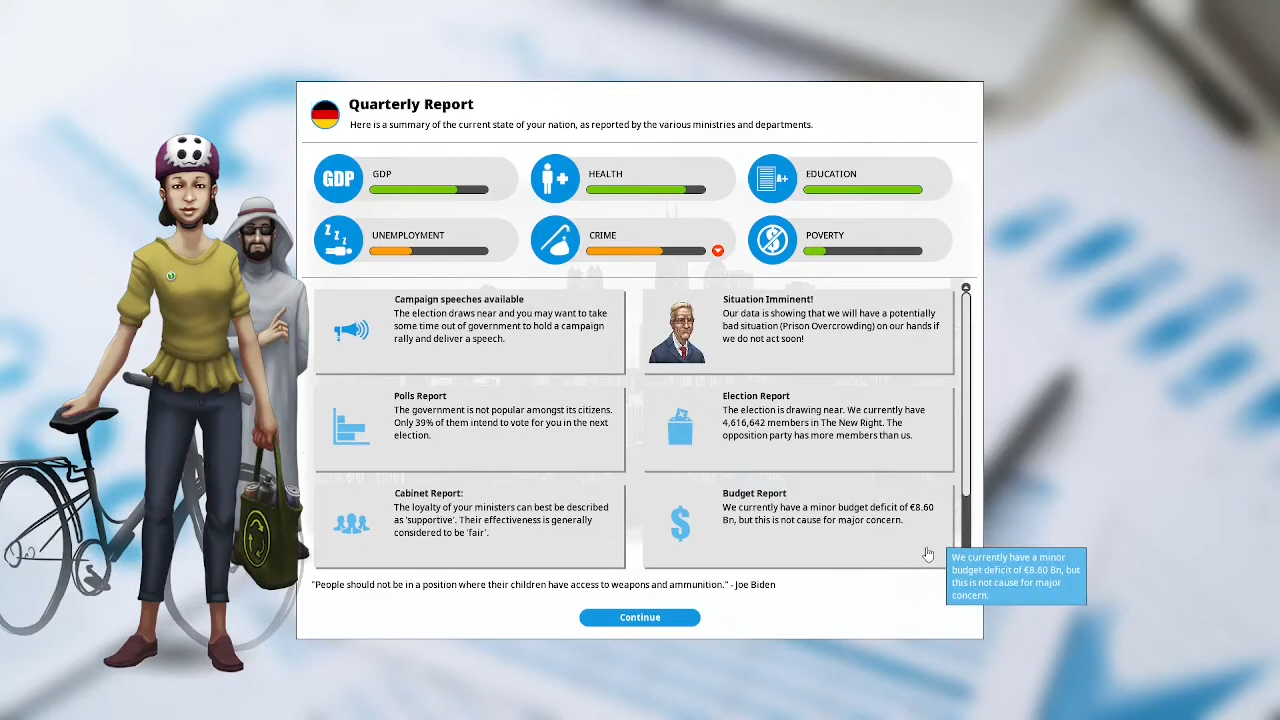 Quarterly Report
Here is a summary of the current state of your nation, as reported by the various ministries and departments.
GDP
GDP
HEALTH
A+
EDUCATION
Z Z Z
UNEMPLOYMENT
CRIME
$
POVERTY
Campaign speeches available
The election draws near and you may want to take
some time out of government to hold a campaign
rally and deliver a speech.
Situation Imminent!
Our data is showing that we will have a potentially
bad situation (Prison Overcrowding) on our hands if
we do not act soon!
Polls Report
The government is not popular amongst its citizens.
Only 39% of them intend to vote for you in the next
election.
Election Report
The election is drawing near. We currently have
4,616,642 members in The New Right. The
opposition party has more members than us.
Cabinet Report:
The loyalty of your ministers can best be described
as 'supportive'. Their effectiveness is generally
considered to be 'fair'.
$
Budget Report
We currently have a minor budget deficit of €8.60
Bn, but this is not cause for major concern.
We currently have a minor
budget deficit of €8.60 Bn, but
this is not cause for major
concern.
"People should not be in a position where their children have access to weapons and ammunition." - Joe Biden
Continue